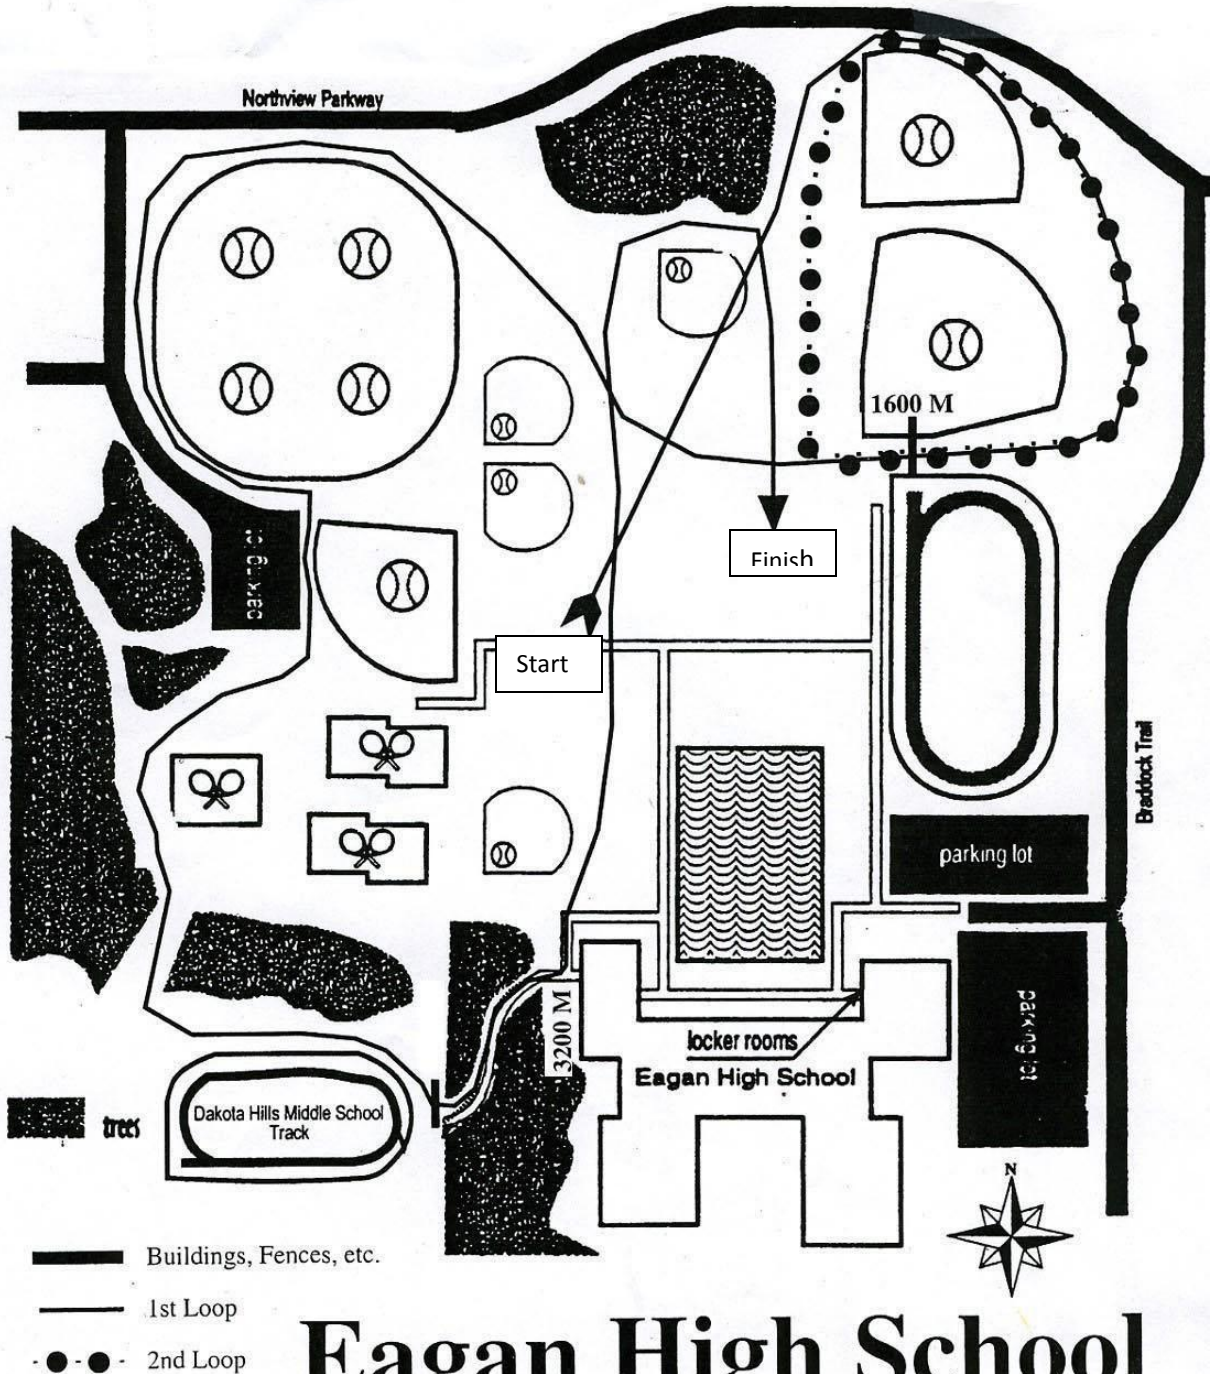 Northview Parkway
1600 M
parking lot
Finish
Start
Braddock Trail
parking lot
3200 M
locker rooms
parking lot
Eagan High School
Dakota Hills Middle School
Track
trees
N
Buildings, Fences, etc.
1st Loop
2nd Loop
Eagan High School